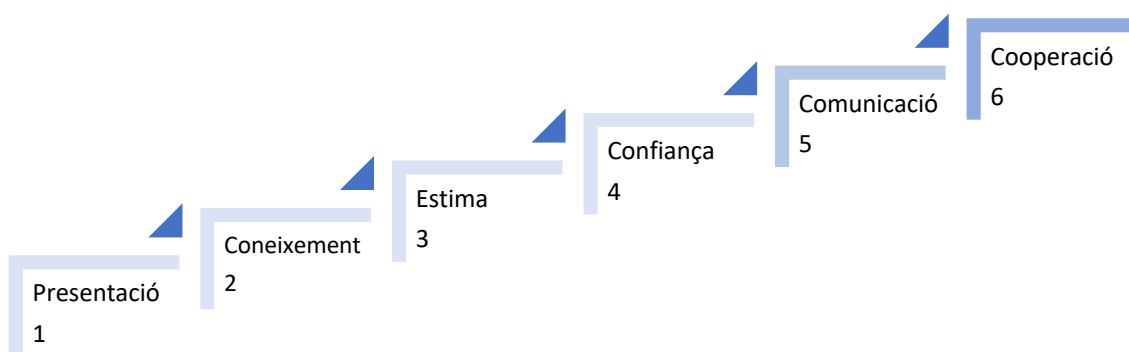 Presentació
1
Coneixement
2
Estima
3
Confiança
4
Comunicació
5
Cooperació
6